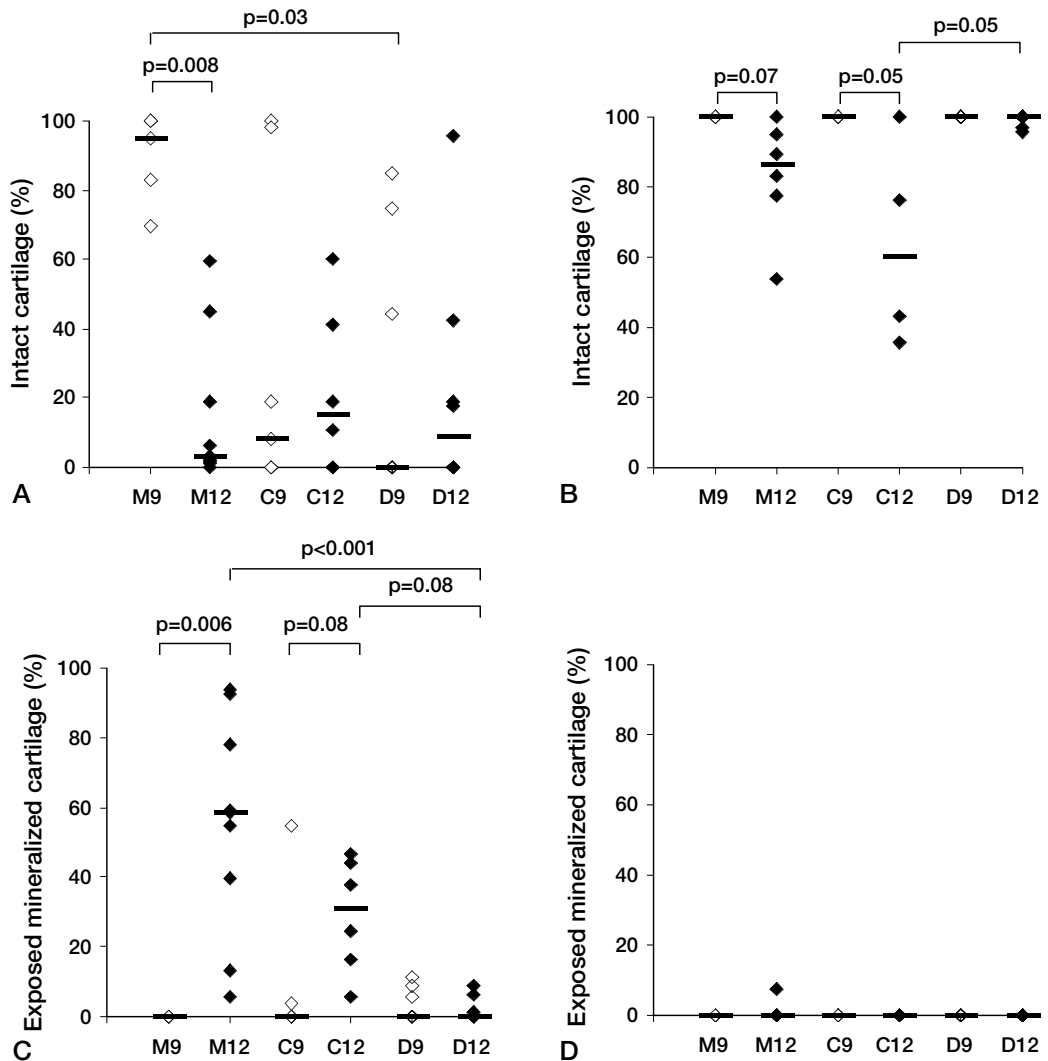 p=0.03
p=0.008
100
80
60
40
20
0
Intact cartilage (%)
M9 M12 C9 C12 D9 D12
A
p=0.05
p=0.07 p=0.05
100
80
60
40
20
0
Intact cartilage (%)
M9 M12 C9 C12 D9 D12
B
p<0.001
p=0.08
p=0.006 p=0.08
100
80
60
40
20
0
Exposed mineralized cartilage (%)
M9 M12 C9 C12 D9 D12
C
100
80
60
40
20
0
Exposed mineralized cartilage (%)
M9 M12 C9 C12 D9 D12
D